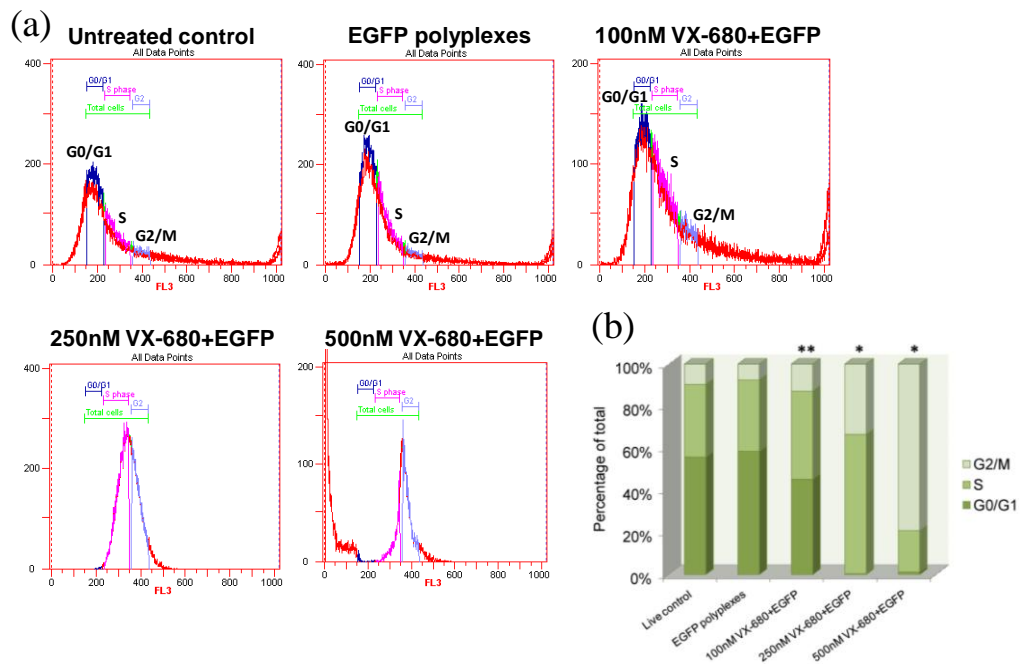 (a)
Untreated control
All Data Points
400
200
0
G0/G1
S phase
G2
Total cells
G0/G1
S
G2/M
0 200 400 600 800 1000
FL3
EGFP polyplexes
All Data Points
400
200
0
G0/G1
S phase
G2
Total cells
G0/G1
S
G2/M
0 200 400 600 800 1000
FL3
100nM VX-680+EGFP
All Data Points
200
100
0
G0/G1
S phase
G2
Total cells
G0/G1
S
G2/M
0 200 400 600 800 1000
FL3
250nM VX-680+EGFP
All Data Points
400
200
0
G0/G1
S phase
G2
Total cells
0 200 400 600 800 1000
FL3
500nM VX-680+EGFP
All Data Points
200
100
0
G0/G1
S phase
G2
Total cells
0 200 400 600 800 1000
FL3
(b)
** * *
100%
80%
60%
40%
20%
0%
Percentage of total
Live control
EGFP polyplexes
100nM VX-680+EGFP
250nM VX-680+EGFP
500nM VX-680+EGFP
G2/M
S
G0/G1